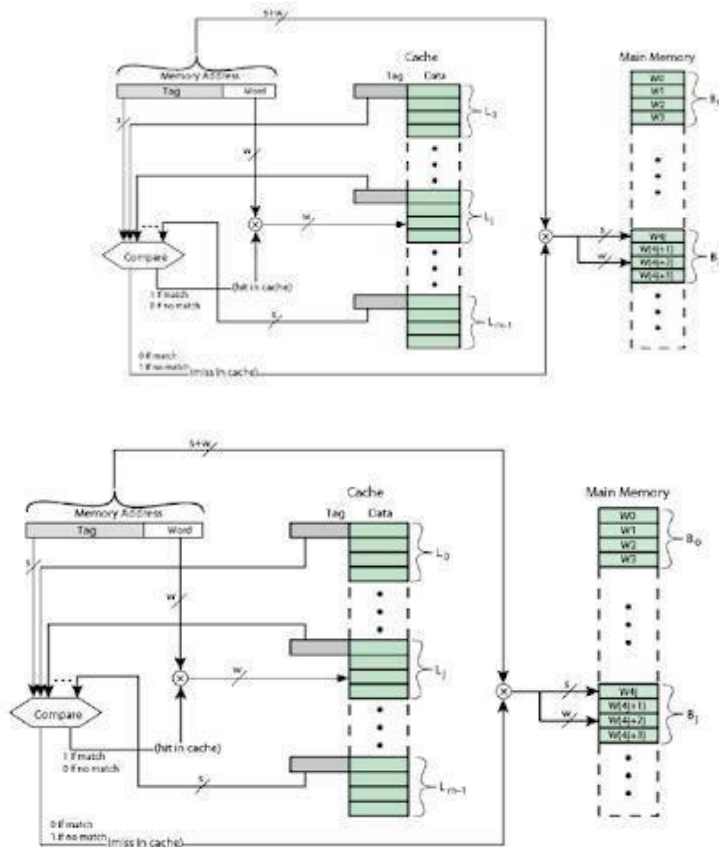 s+w
Cache
Main Memory
Memory Address
Tag Data
Tag Word
W0
W1
W2
W3
B
L
s
w
w
L
s
w
W4j
W(4j+1)
W(4j+2)
W(4j+3)
B
Compare
(hit in cache)
1 if match
0 if no match
s
L m-1
0 if match
1 if no match
(miss in cache)
s+w
Cache
Main Memory
Memory Address
Tag Data
Tag Word
W0
W1
W2
W3
B0
L0
s
w
w
Lj
s
w
W4j
W(4j+1)
W(4j+2)
W(4j+3)
Bj
Compare
(hit in cache)
1 if match
0 if no match
s
L m-1
0 if match
1 if no match
(miss in cache)